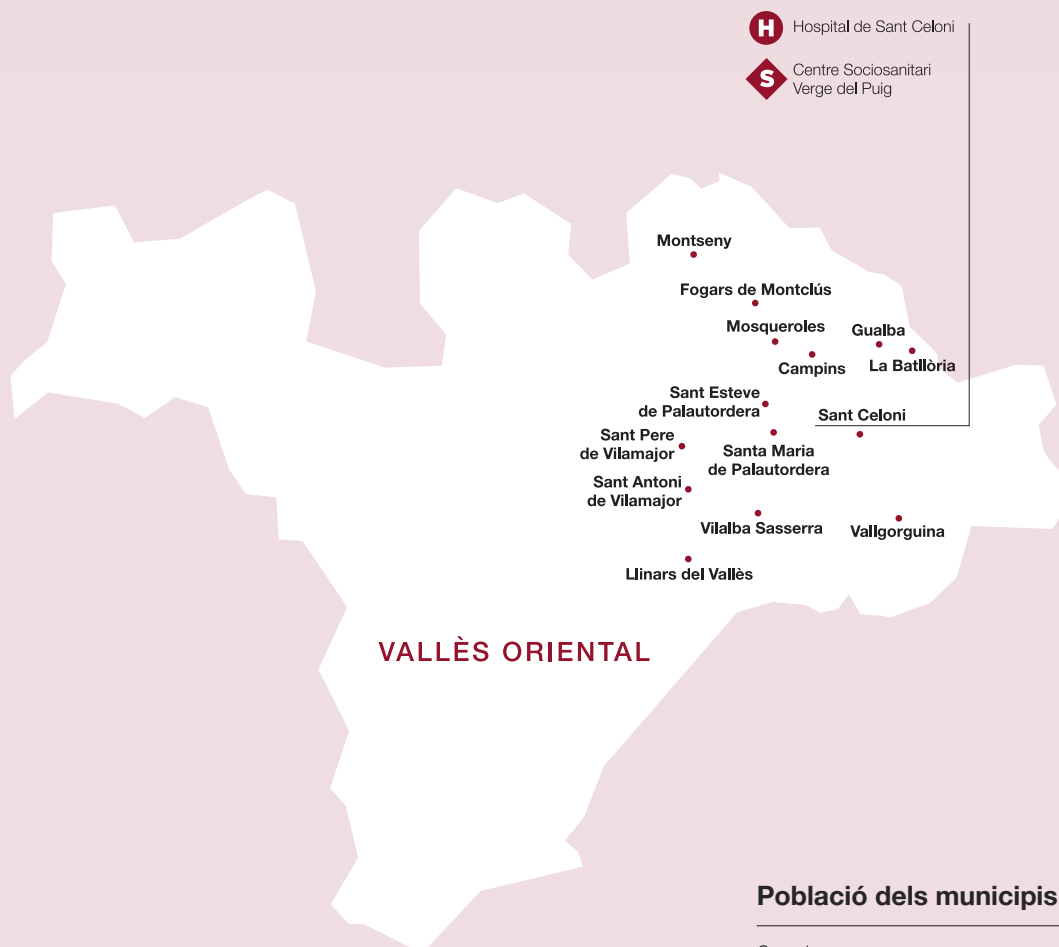 H Hospital de Sant Celoni
S Centre Sociosanitari
Verge del Puig
Montseny
Fogars de Montclús
Mosqueroles
Gualba
Campins
La Batllòria
Sant Esteve
de Palautordera
Sant Celoni
Sant Pere
de Vilamajor
Santa Maria
de Palautordera
Sant Antoni
de Vilamajor
Vilalba Sasserra
Vallgorguina
Llinars del Vallès
VALLÈS ORIENTAL
Població dels municipis